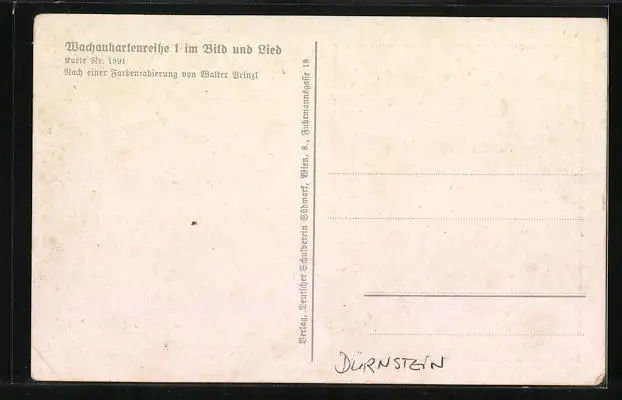 Wachaukartenreihe 1 im Bild und Lied
Karte Nr. 1991
Nach einer Farbenradierung von Walter Prinzl
Verlag, Deutscher Schulverein Südmark, Wien, 8., Fuhrmannsgasse 18
DÜRNSTEIN